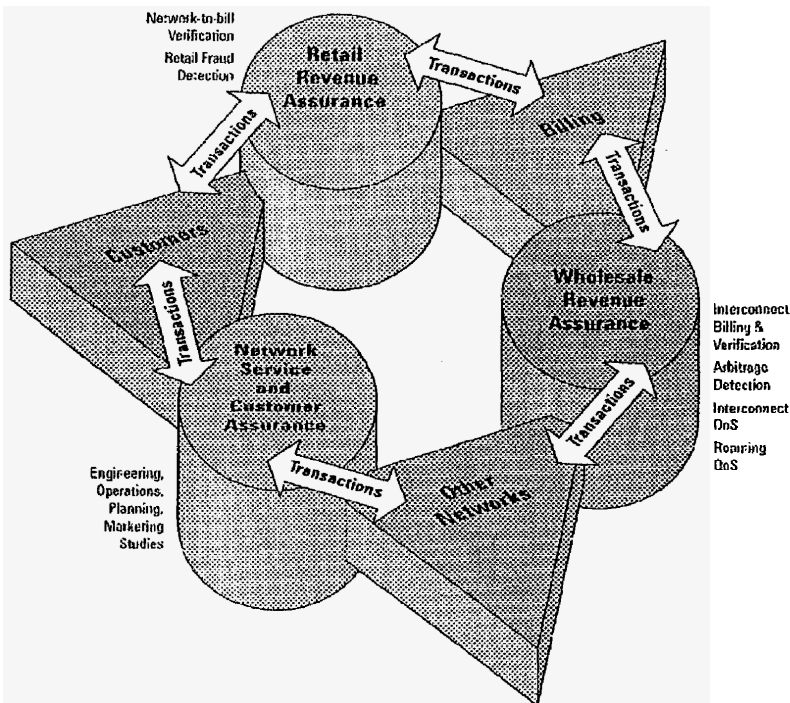 Network-to-bill
Verification
Retail Fraud
Detection
Retail
Revenue
Assurance
Transactions
Billing
Transactions
Transactions
Customers
Transactions
Wholesale
Revenue
Assurance
Interconnect
Billing &
Verification
Arbitrage
Detection
Interconnect
QoS
Roaming
QoS
Network
Service
and
Customer
Assurance
Transactions
Transactions
Other
Networks
Engineering,
Operations,
Planning,
Marketing
Studies